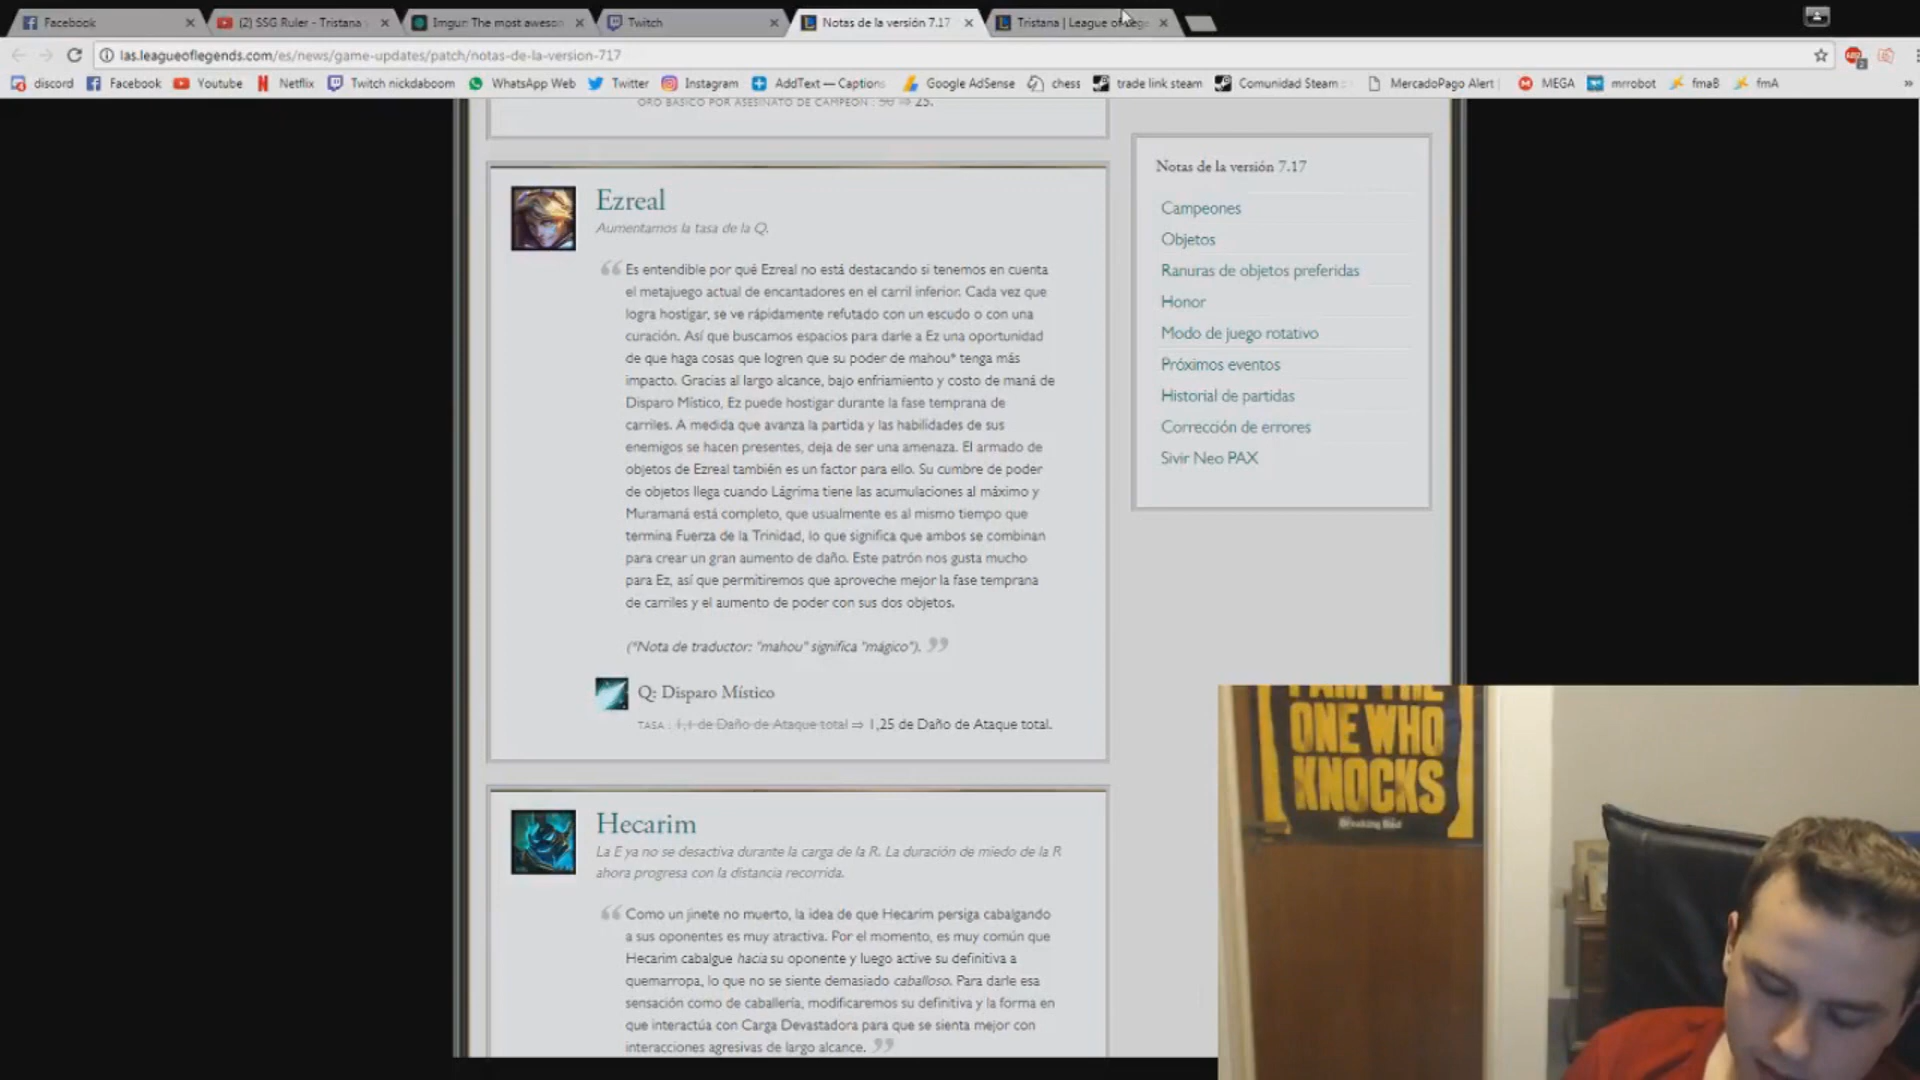 Facebook
(2) SSG Ruler - Tristana
Imgur: The most aweson
Twitch
Notas de la versión 7.17
Tristana | League of Lege
las.leagueoflegends.com/es/news/game-updates/patch/notas-de-la-version-717
discord
Facebook
Youtube
Netflix
Twitch nickdaboom
WhatsApp Web
Twitter
Instagram
AddText — Captions
Google AdSense
chess
trade link steam
Comunidad Steam ::
MercadoPago Alert
MEGA
mrrobot
fmaB
fmA
»
ORO BÁSICO POR ASESINATO DE CAMPEÓN : 50 ⇒ 25.
Ezreal
Aumentamos la tasa de la Q.
“ Es entendible por qué Ezreal no está destacando si tenemos en cuenta
el metajuego actual de encantadores en el carril inferior. Cada vez que
logra hostigar, se ve rápidamente refutado con un escudo o con una
curación. Así que buscamos espacios para darle a Ez una oportunidad
de que haga cosas que logren que su poder de mahou* tenga más
impacto. Gracias al largo alcance, bajo enfriamiento y costo de maná de
Disparo Místico, Ez puede hostigar durante la fase temprana de
carriles. A medida que avanza la partida y las habilidades de sus
enemigos se hacen presentes, deja de ser una amenaza. El armado de
objetos de Ezreal también es un factor para ello. Su cumbre de poder
de objetos llega cuando Lágrima tiene las acumulaciones al máximo y
Muramaná está completo, que usualmente es al mismo tiempo que
termina Fuerza de la Trinidad, lo que significa que ambos se combinan
para crear un gran aumento de daño. Este patrón nos gusta mucho
para Ez, así que permitiremos que aproveche mejor la fase temprana
de carriles y el aumento de poder con sus dos objetos.
(*Nota de traductor: "mahou" significa "mágico"). ”
Q: Disparo Místico
TASA : 1,1 de Daño de Ataque total ⇒ 1,25 de Daño de Ataque total.
Hecarim
La E ya no se desactiva durante la carga de la R. La duración de miedo de la R
ahora progresa con la distancia recorrida.
“ Como un jinete no muerto, la idea de que Hecarim persiga cabalgando
a sus oponentes es muy atractiva. Por el momento, es muy común que
Hecarim cabalgue hacia su oponente y luego active su definitiva a
quemarropa, lo que no se siente demasiado caballoso. Para darle esa
sensación como de caballería, modificaremos su definitiva y la forma en
que interactúa con Carga Devastadora para que se sienta mejor con
interacciones agresivas de largo alcance. ”
Notas de la versión 7.17
Campeones
Objetos
Ranuras de objetos preferidas
Honor
Modo de juego rotativo
Próximos eventos
Historial de partidas
Corrección de errores
Sivir Neo PAX
I AM THE
ONE WHO
KNOCKS
Breaking Bad